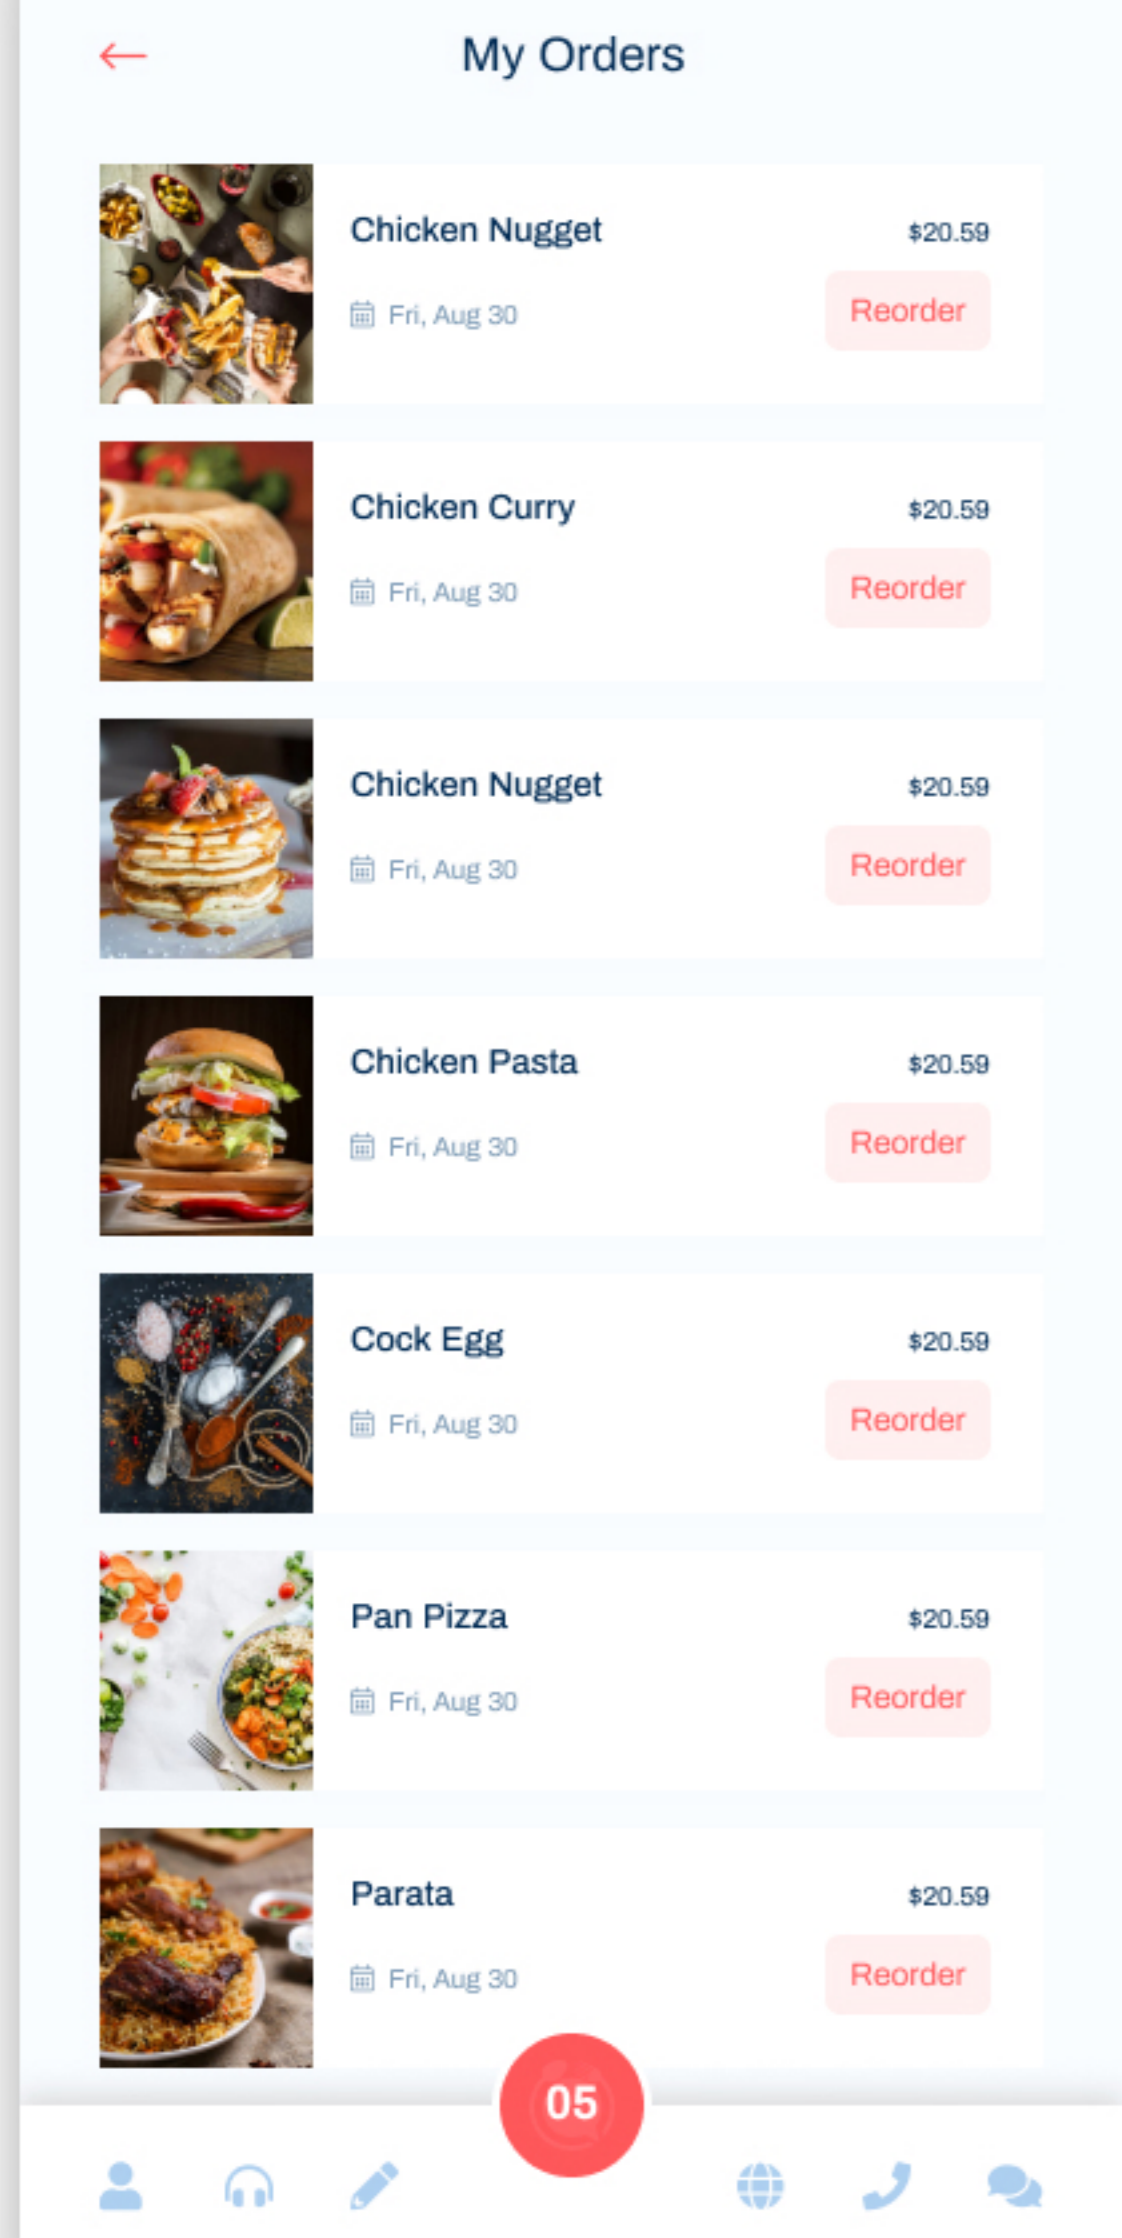 My Orders
Chicken Nugget
$20.59
Fri, Aug 30
Reorder
Chicken Curry
$20.59
Fri, Aug 30
Reorder
Chicken Nugget
$20.59
Fri, Aug 30
Reorder
Chicken Pasta
$20.59
Fri, Aug 30
Reorder
Cock Egg
$20.59
Fri, Aug 30
Reorder
Pan Pizza
$20.59
Fri, Aug 30
Reorder
Parata
$20.59
Fri, Aug 30
Reorder
05